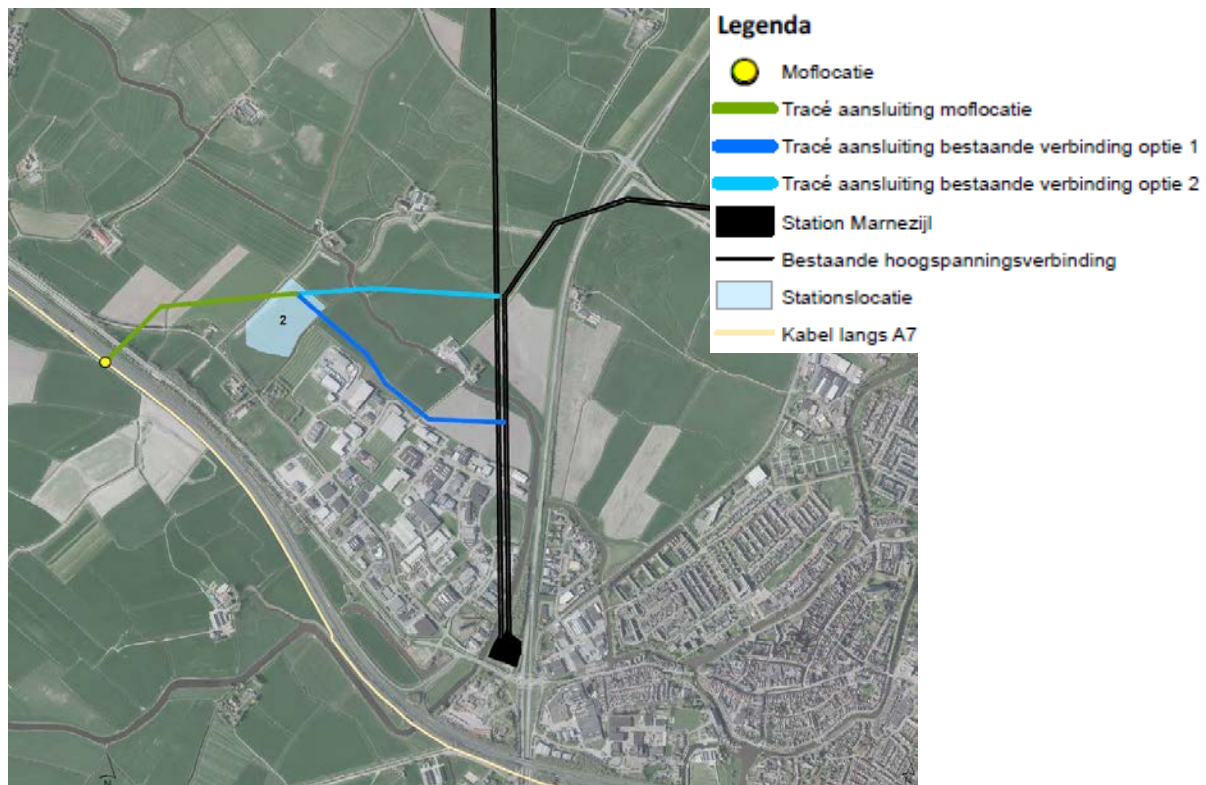 Legenda
Moflocatie
Tracé aansluiting moflocatie
Tracé aansluiting bestaande verbinding optie 1
Tracé aansluiting bestaande verbinding optie 2
Station Marnezijl
Bestaande hoogspanningsverbinding
Stationslocatie
Kabel langs A7
2